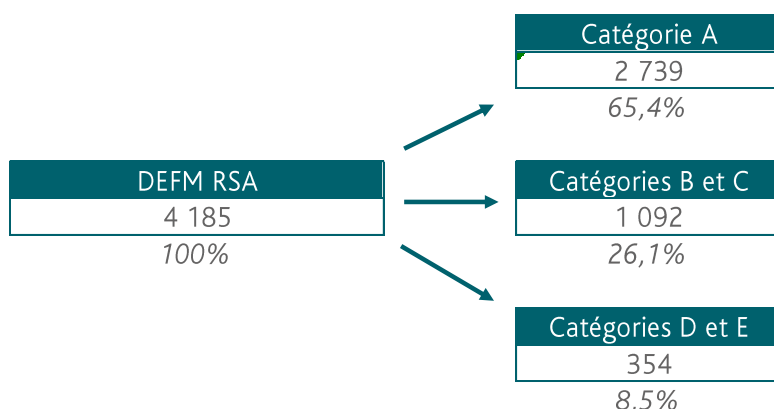 DEFM RSA
4 185
100%
Catégorie A
2 739
65,4%
Catégories B et C
1 092
26,1%
Catégories D et E
354
8,5%